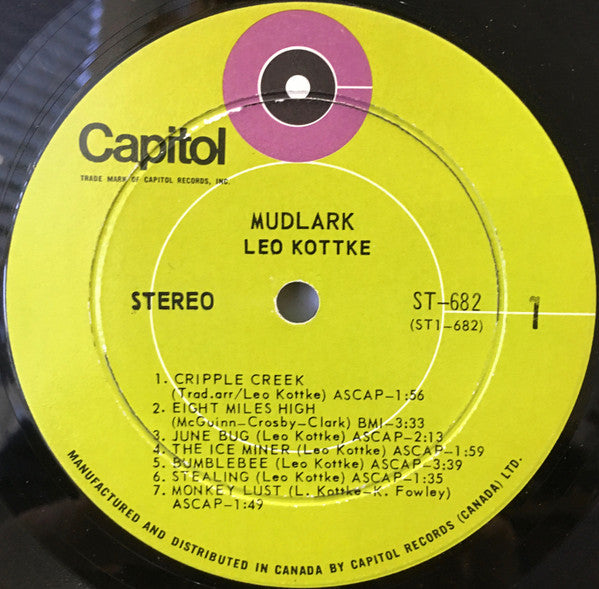 Capitol
TRADE MARK OF CAPITOL RECORDS, INC.
MUDLARK
LEO KOTTKE
STEREO
ST-682
(ST1-682)
1
1. CRIPPLE CREEK
(Trad.arr/Leo Kottke) ASCAP-1:56
2. EIGHT MILES HIGH
(McGuinn-Crosby-Clark) BMI-3:33
3. JUNE BUG (Leo Kottke) ASCAP-2:13
4. THE ICE MINER (Leo Kottke) ASCAP-1:59
5. BUMBLEBEE (Leo Kottke) ASCAP-3:39
6. STEALING (Leo Kottke) ASCAP-1:35
7. MONKEY LUST (L. Kottke-K. Fowley)
ASCAP-1:49
MANUFACTURED AND DISTRIBUTED IN CANADA BY CAPITOL RECORDS (CANADA) LTD.